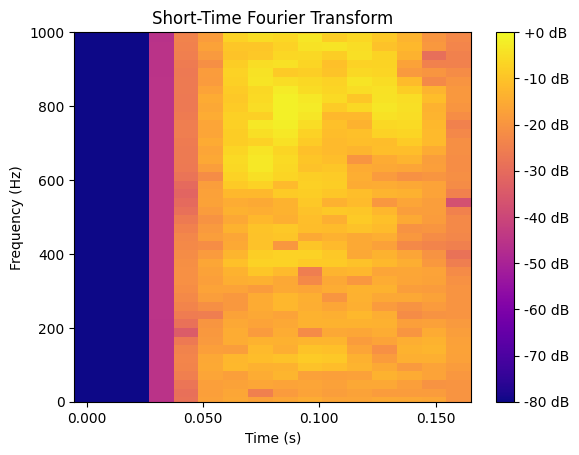 Short-Time Fourier Transform
Frequency (Hz)
1000
800
600
400
200
0
0.000
0.050
0.100
0.150
Time (s)
+0 dB
-10 dB
-20 dB
-30 dB
-40 dB
-50 dB
-60 dB
-70 dB
-80 dB